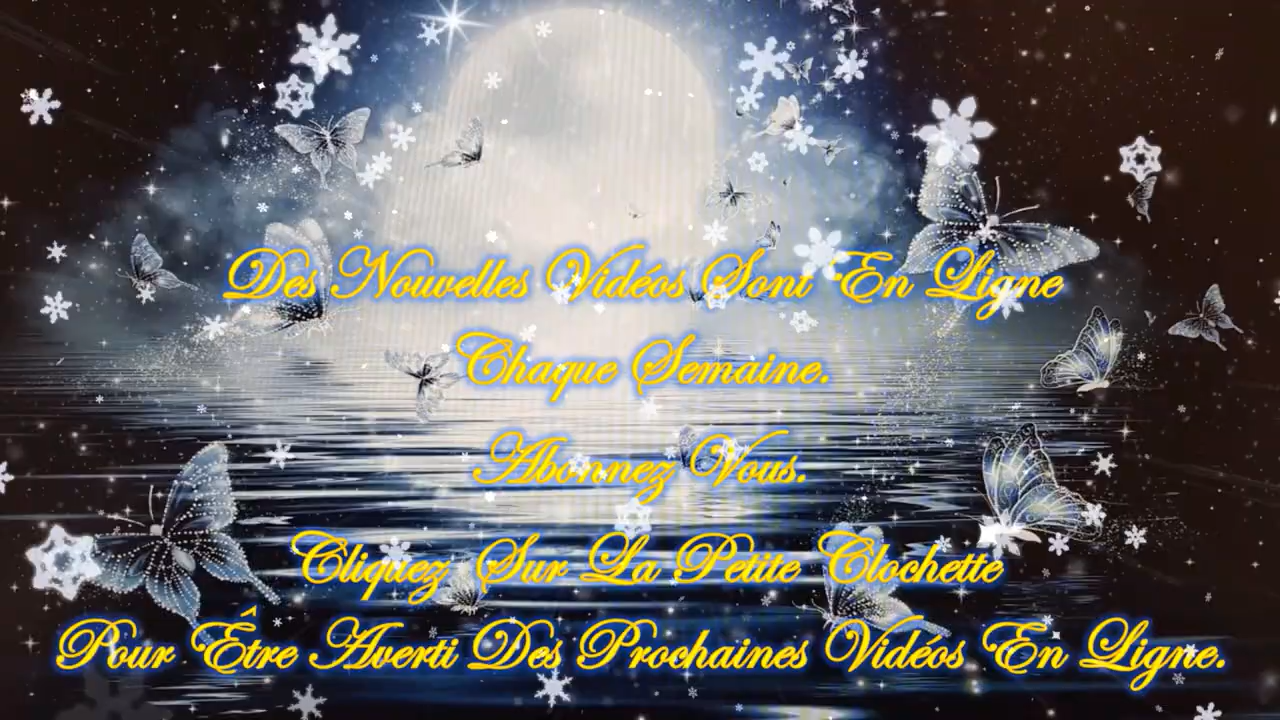 Des Nouvelles Vidéos Sont En Ligne
Chaque Semaine.
Abonnez Vous.
Cliquez Sur La Petite Clochette
Pour Être Averti Des Prochaines Vidéos En Ligne.